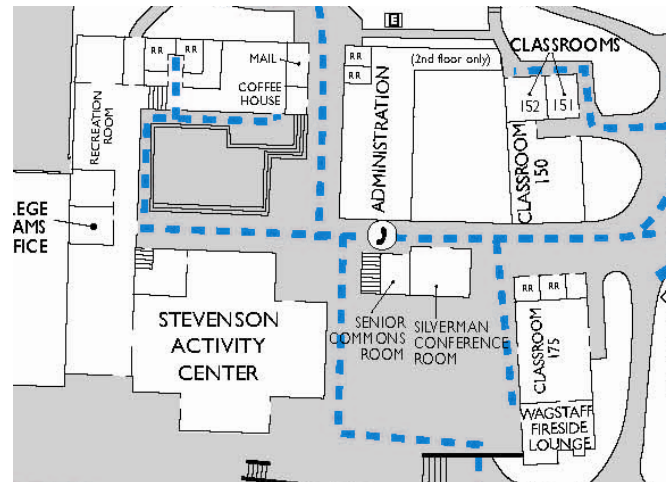 E
RR
RR
MAIL
COFFEE
HOUSE
RECREATION
ROOM
RR
RR
ADMINISTRATION
(2nd floor only)
CLASSROOMS
152
151
CLASSROOM
150
LEGE
AMS
FFICE
STEVENSON
ACTIVITY
CENTER
SENIOR
COMMONS
ROOM
SILVERMAN
CONFERENCE
ROOM
RR
RR
CLASSROOM
175
WAGSTAFF
FIRESIDE
LOUNGE